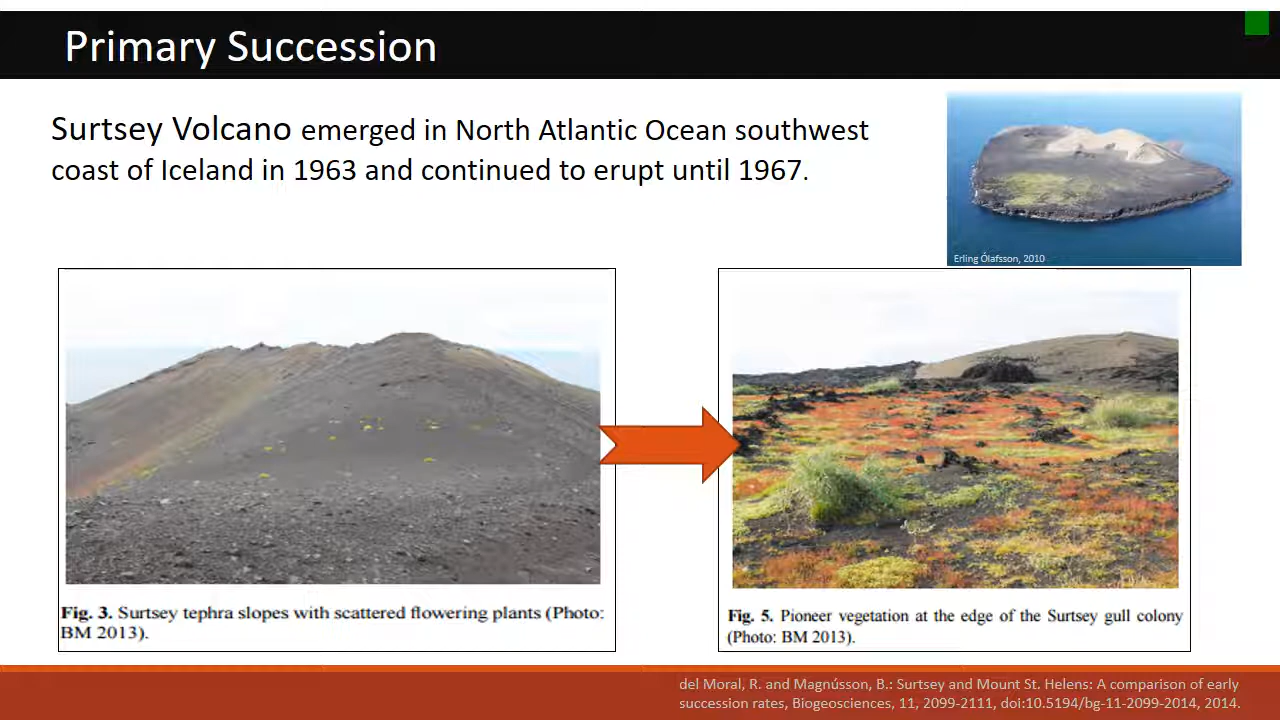 Primary Succession
Surtsey Volcano emerged in North Atlantic Ocean southwest
coast of Iceland in 1963 and continued to erupt until 1967.
Erling Ólafsson, 2010
Fig. 3. Surtsey tephra slopes with scattered flowering plants (Photo:
BM 2013).
Fig. 5. Pioneer vegetation at the edge of the Surtsey gull colony
(Photo: BM 2013).
del Moral, R. and Magnússon, B.: Surtsey and Mount St. Helens: A comparison of early
succession rates, Biogeosciences, 11, 2099-2111, doi:10.5194/bg-11-2099-2014, 2014.